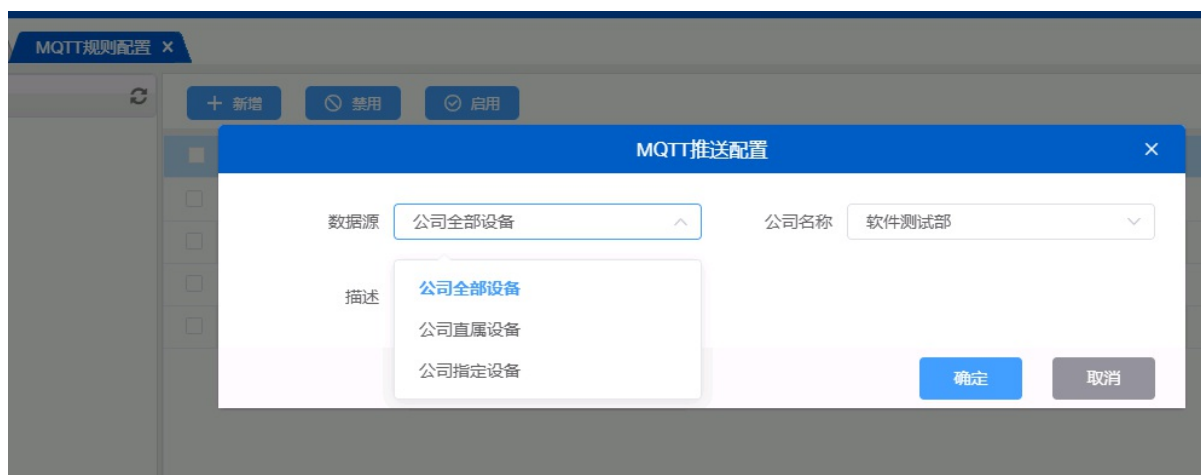 MQTT规则配置 ×
新增 禁用 启用
MQTT推送配置
数据源 公司全部设备 公司名称 软件测试部
描述
公司全部设备
公司直属设备
公司指定设备
确定 取消